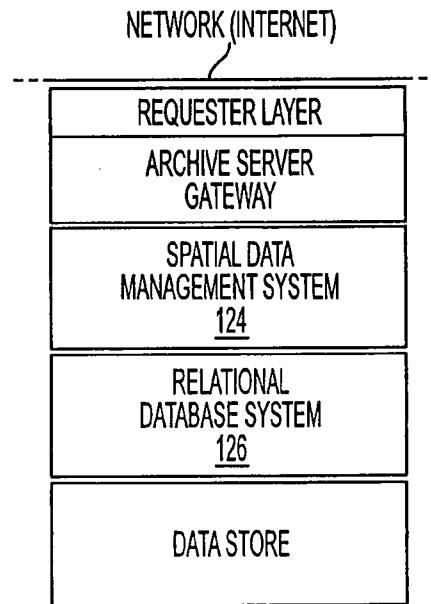 NETWORK (INTERNET)
REQUESTER LAYER
ARCHIVE SERVER
GATEWAY
SPATIAL DATA
MANAGEMENT SYSTEM
124
RELATIONAL
DATABASE SYSTEM
126
DATA STORE